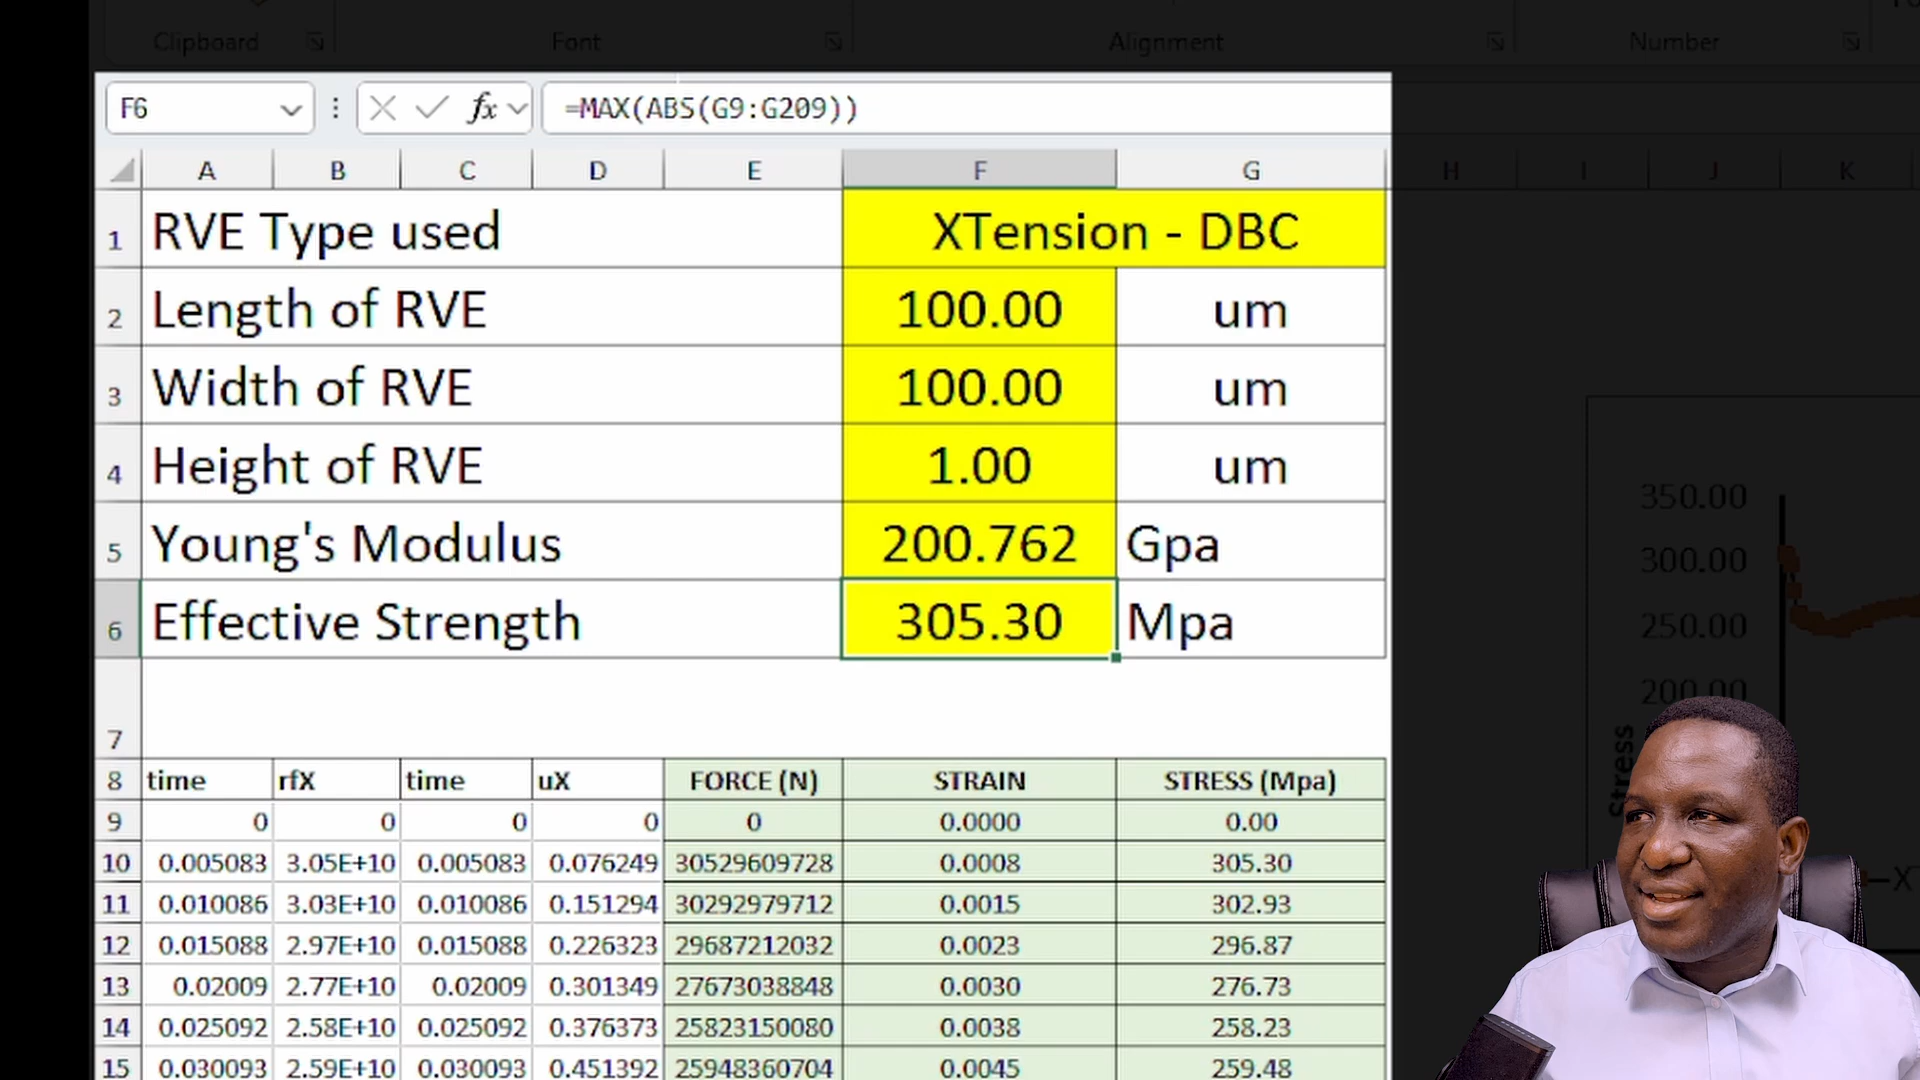 Clipboard Font Alignment Number
F6 fx =MAX(ABS(G9:G209))
A B C D E F G H I J K
1 RVE Type used XTension - DBC
2 Length of RVE 100.00 um
3 Width of RVE 100.00 um
4 Height of RVE 1.00 um
5 Young's Modulus 200.762 Gpa
6 Effective Strength 305.30 Mpa
7
8 time rfX time uX FORCE (N) STRAIN STRESS (Mpa)
9 0 0 0 0 0 0.0000 0.00
10 0.005083 3.05E+10 0.005083 0.076249 30529609728 0.0008 305.30
11 0.010086 3.03E+10 0.010086 0.151294 30292979712 0.0015 302.93
12 0.015088 2.97E+10 0.015088 0.226323 29687212032 0.0023 296.87
13 0.02009 2.77E+10 0.02009 0.301349 27673038848 0.0030 276.73
14 0.025092 2.58E+10 0.025092 0.376373 25823150080 0.0038 258.23
15 0.030093 2.59E+10 0.030093 0.451392 25948360704 0.0045 259.48
350.00
300.00
250.00
200.00
Stress